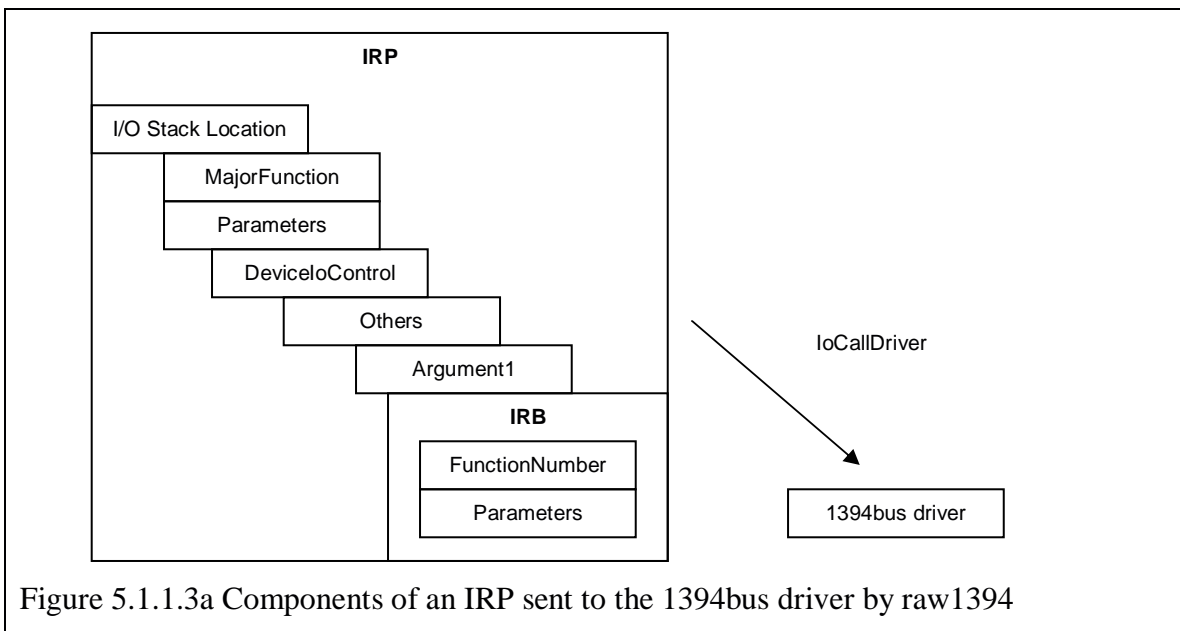 IRP
I/O Stack Location
MajorFunction
Parameters
DeviceIoControl
Others
Argument1
IoCallDriver
IRB
FunctionNumber
Parameters
1394bus driver
Figure 5.1.1.3a Components of an IRP sent to the 1394bus driver by raw1394